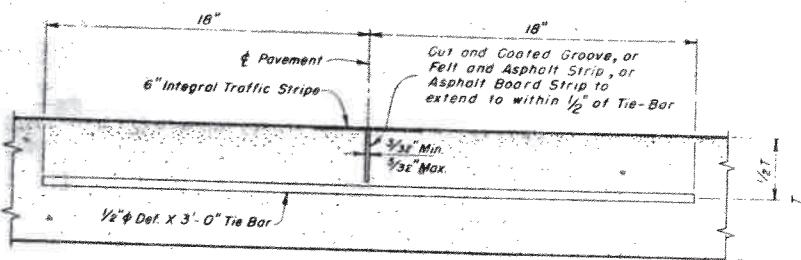 18"
18"
℄ Pavement
6" Integral Traffic Stripe
Cut and Coated Groove, or
Felt and Asphalt Strip, or
Asphalt Board Strip to
extend to within 1/2" of Tie-Bar
3/32" Min.
5/32" Max.
1/2 T
T
1/2" ϕ Def. X 3'-0" Tie Bar